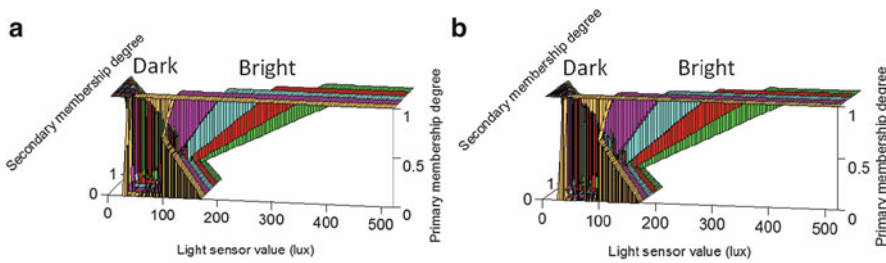 a
Secondary membership degree
Dark
Bright
1
0.5
0
Primary membership degree
1
0
0
100
200
300
400
500
Light sensor value (lux)
b
Secondary membership degree
Dark
Bright
1
0.5
0
Primary membership degree
1
0
0
100
200
300
400
500
Light sensor value (lux)